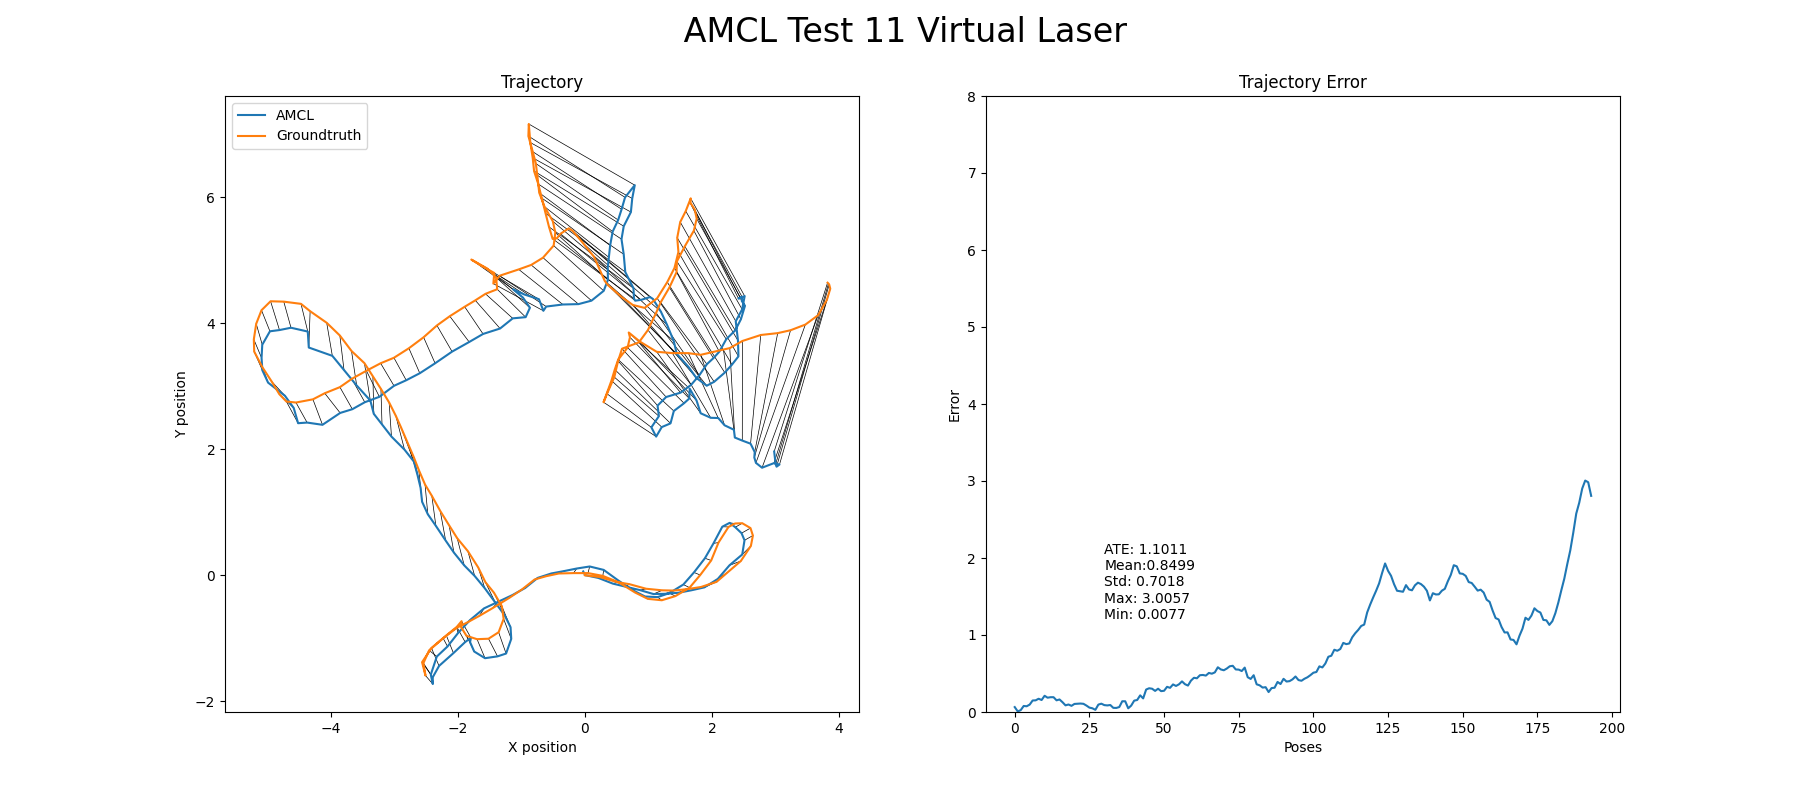 AMCL Test 11 Virtual Laser
Trajectory
AMCL
Groundtruth
6
4
2
0
−2
Y position
−4
−2
0
2
4
X position
Trajectory Error
8
7
6
5
4
3
2
1
0
Error
ATE: 1.1011
Mean:0.8499
Std: 0.7018
Max: 3.0057
Min: 0.0077
0
25
50
75
100
125
150
175
200
Poses